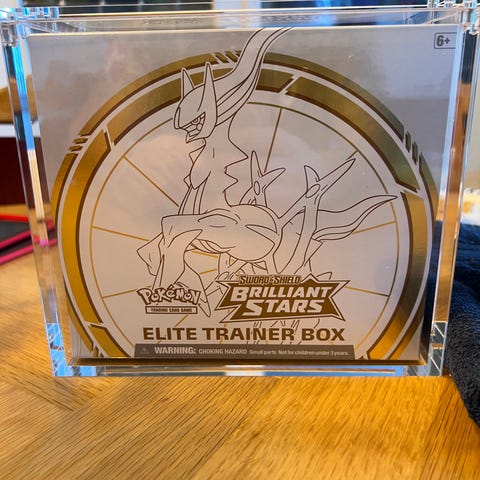 6+
POKÉMON
TRADING CARD GAME
SWORD & SHIELD
BRILLIANT
STARS
ELITE TRAINER BOX
WARNING: CHOKING HAZARD Small parts Not for children under 3 years.